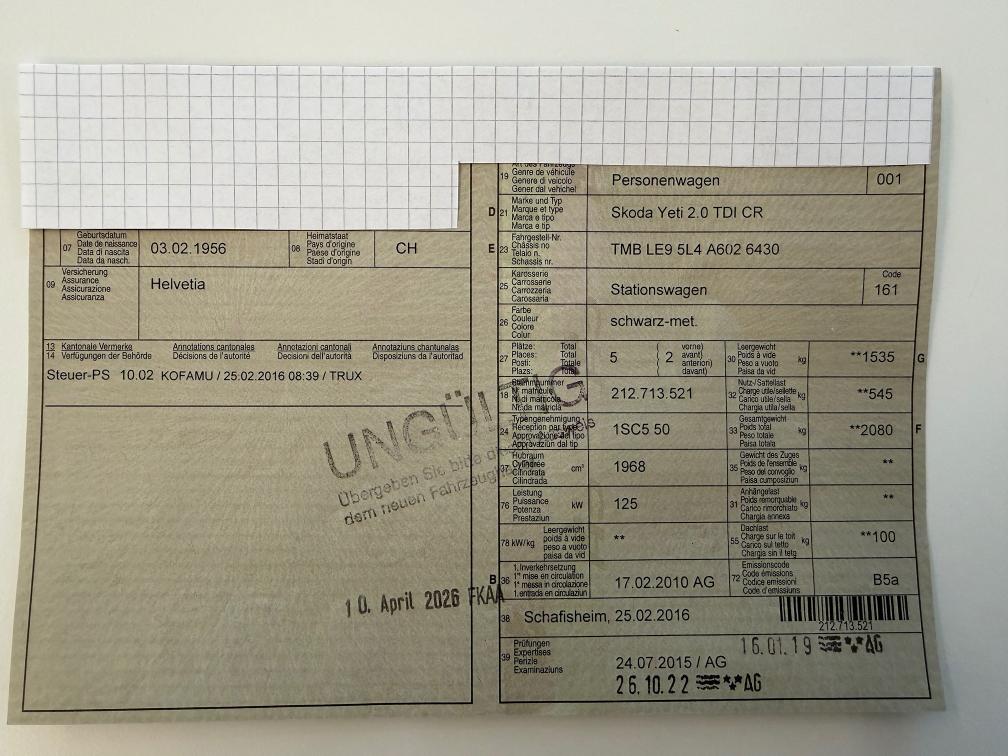 07 Geburtsdatum
Date de naissance
Data di nascita
Data da nasch.
03.02.1956
08 Heimatstaat
Pays d'origine
Paese d'origine
Stadi d'origin
CH
09 Versicherung
Assurance
Assicurazione
Assicuranza
Helvetia
13 Kantonale Vermerke Annotations cantonales Annotazioni cantonali Annotaziuns chantunalas
14 Verfügungen der Behörde Décisions de l'autorité Decisioni dell'autorità Disposiziuns da l'autoritad
Steuer-PS 10.02 KOFAMU / 25.02.2016 08:39 / TRUX
UNGÜLTIG
Übergeben Sie bitte
dem neuen
10. April 2026 FKAA
19 Genre de véhicule
Genere di veicolo
Gener dal vehichel
Personenwagen 001
D 21 Marke und Typ
Marque et type
Marca e tipo
Marca e tip
Skoda Yeti 2.0 TDI CR
E 23 Fahrgestell-Nr.
Châssis no
Telaio n.
Schassis nr.
TMB LE9 5L4 A602 6430
25 Karosserie
Carrosserie
Carrozzeria
Carossaria
Stationswagen
Code
161
26 Farbe
Couleur
Colore
Colur
schwarz-met.
27 Plätze: Total
Places: Total
Posti: Totale
Plazs: Total
5 ( 2 vorne)
avant)
anteriori)
davant)
30 Leergewicht
Poids à vide kg
Peso a vuoto
Paisa da vid
**1535 G
18 Stammnummer
N° matricule
N. di matricola
Nr. da matricla
212.713.521
32 Nutz-/Sattellast
Charge utile/sellette kg
Carico utile/sella
Chargia utila/sella
**545
24 Typengenehmigung
Réception par type
Approvazione del tipo
Approvaziun dal tip
1SC5 50
33 Gesamtgewicht
Poids total kg
Peso totale
Paisa totala
**2080 F
37 Hubraum
Cylindrée cm³
Cilindrata
Cilindrada
1968
35 Gewicht des Zuges
Poids de l'ensemble kg
Peso del convoglio
Paisa cumposiziun
**
76 Leistung
Puissance kW
Potenza
Prestaziun
125
31 Anhängelast
Poids remorquable kg
Carico rimorchiato
Chargia annexa
**
78 kW/kg Leergewicht
poids à vide
peso a vuoto
paisa da vid
**
55 Dachlast
Charge sur le toit kg
Carico sul tetto
Chargia sin il tetg
**100
B 36 1. Inverkehrsetzung
1re mise en circulation
1a messa in circolazione
1. entrada en circulaziun
17.02.2010 AG
72 Emissionscode
Code émissions
Codice emissioni
Code d'emissiuns
B5a
38 Schafisheim, 25.02.2016
212.713.521
39 Prüfungen
Expertises
Perizie
Examinaziuns
16.01.19 AG
24.07.2015 / AG
26.10.22 AG